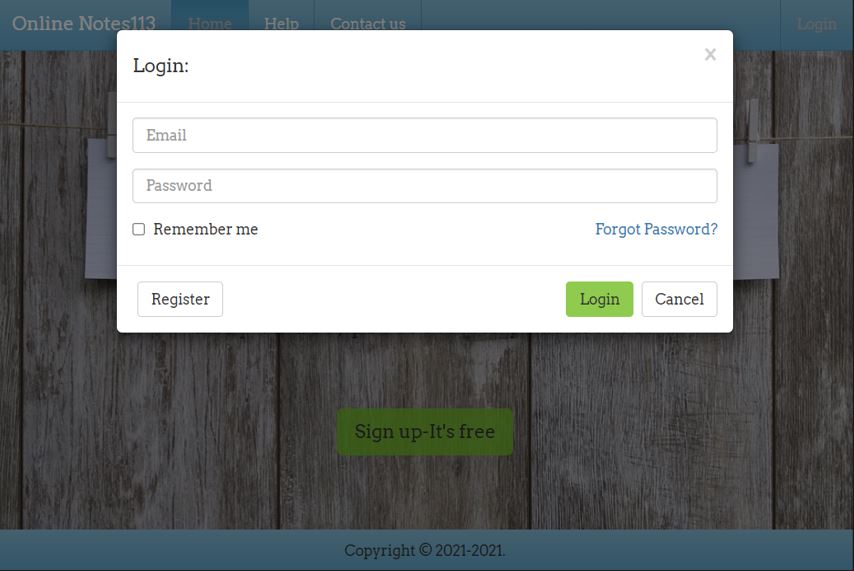 Online Notes113 Home Help Contact us Login
Login: ×
Email
Password
Remember me Forgot Password?
Register Login Cancel
Sign up-It's free
Copyright © 2021-2021.